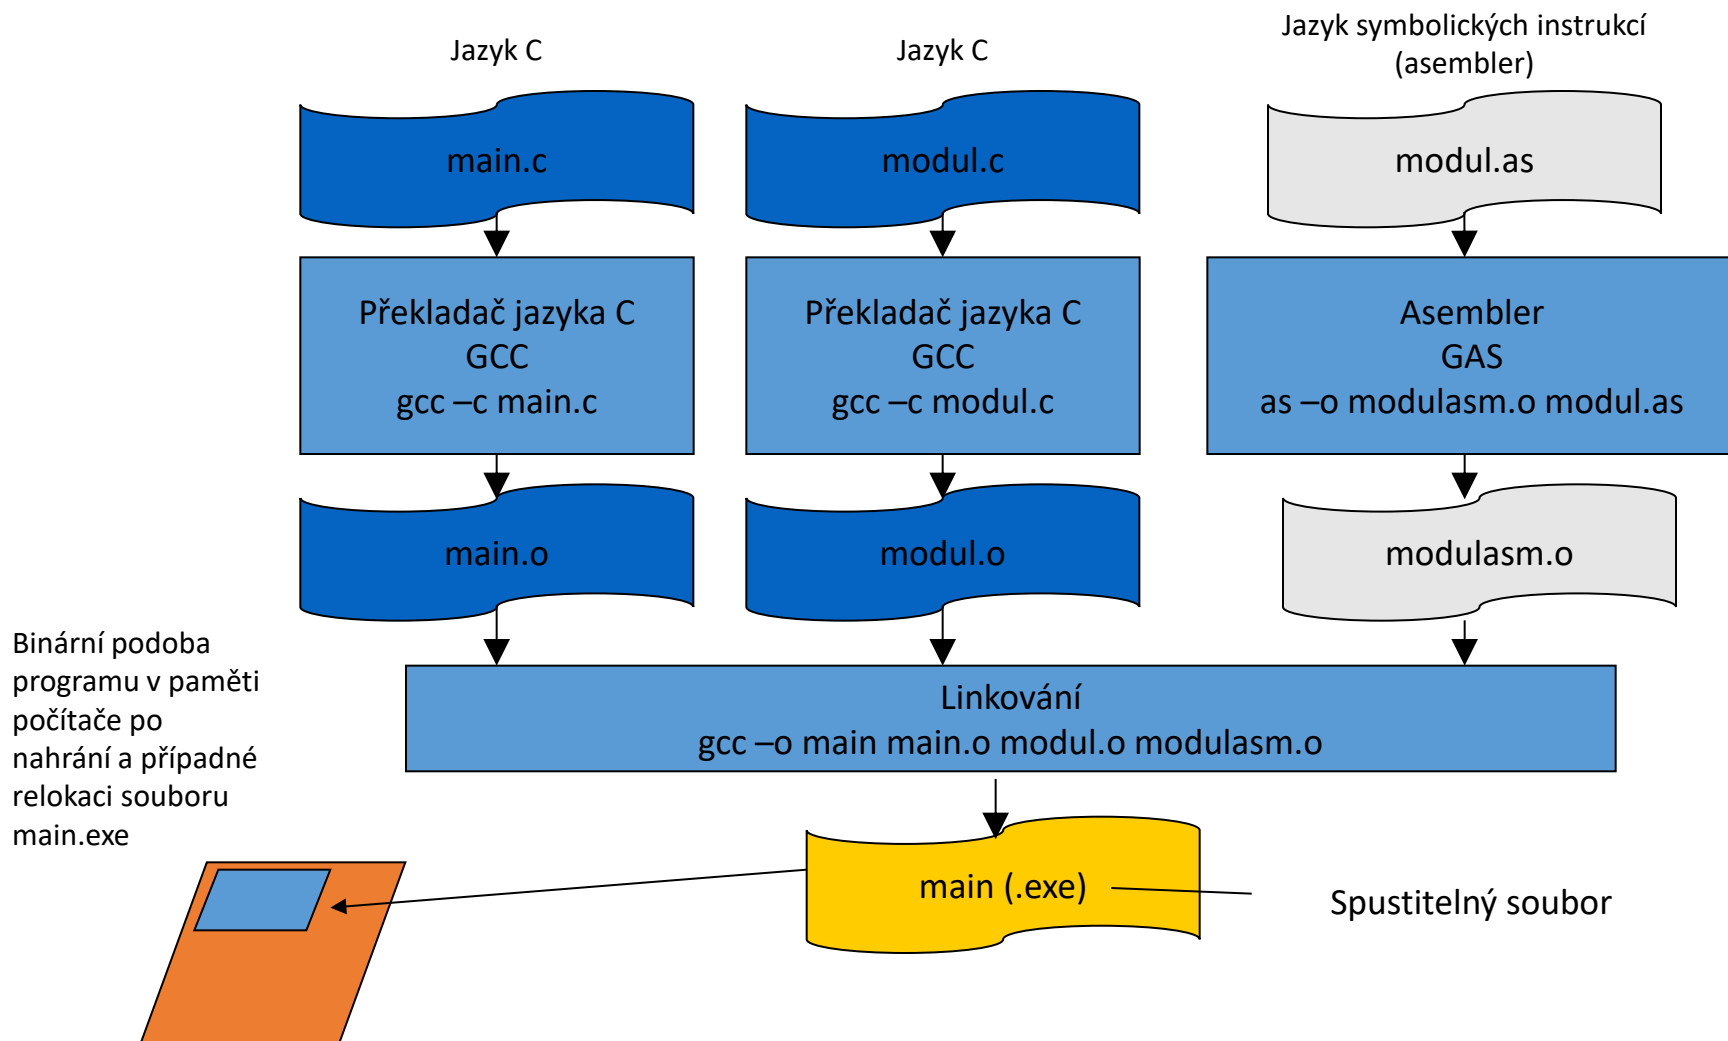 Jazyk C
Jazyk C
Jazyk symbolických instrukcí
(asembler)
main.c
modul.c
modul.as
Překladač jazyka C
GCC
gcc –c main.c
Překladač jazyka C
GCC
gcc –c modul.c
Asembler
GAS
as –o modulasm.o modul.as
main.o
modul.o
modulasm.o
Binární podoba
programu v paměti
počítače po
nahrání a případné
relokaci souboru
main.exe
Linkování
gcc –o main main.o modul.o modulasm.o
main (.exe)
Spustitelný soubor